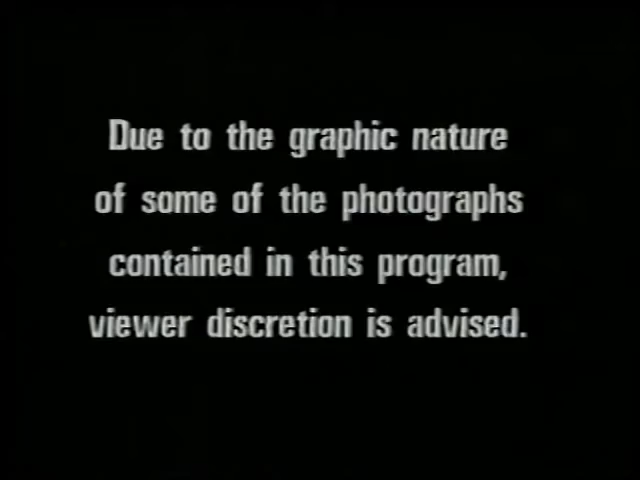 Due to the graphic nature
of some of the photographs
contained in this program,
viewer discretion is advised.